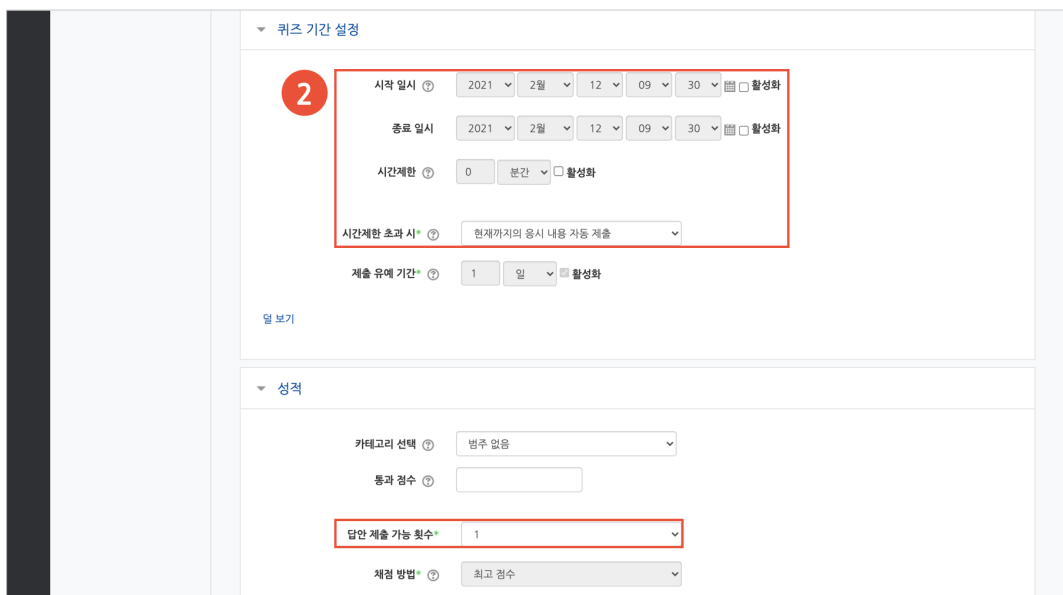 퀴즈 기간 설정
2
시작 일시 2021 2월 12 09 30 활성화
종료 일시 2021 2월 12 09 30 활성화
시간제한 0 분간 활성화
시간제한 초과 시* 현재까지의 응시 내용 자동 제출
제출 유예 기간* 1 일 활성화
덜 보기
성적
카테고리 선택 범주 없음
통과 점수
답안 제출 가능 횟수* 1
채점 방법* 최고 점수